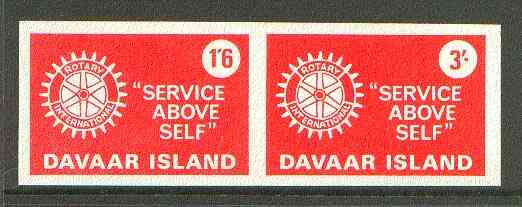 1'6
ROTARY
INTERNATIONAL
"SERVICE
ABOVE
SELF"
DAVAAR ISLAND
3/-
ROTARY
INTERNATIONAL
"SERVICE
ABOVE
SELF"
DAVAAR ISLAND